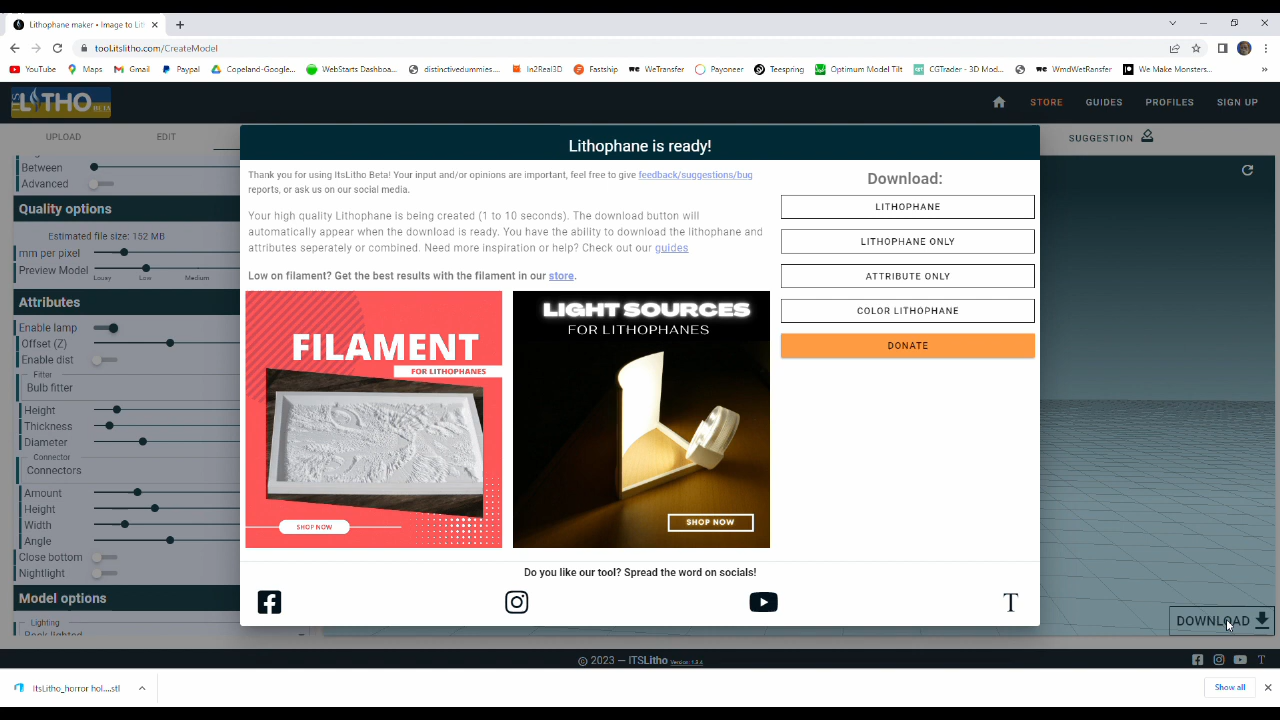 Lithophane maker • Image to Lit
tool.itslitho.com/CreateModel
YouTube Maps Gmail Paypal Copeland-Google... WebStarts Dashboa... distinctivedummies.... In2Real3D Fastship WeTransfer Payoneer Teespring Optimum Model Tilt CGTrader - 3D Mod... WmdWetRansfer We Make Monsters... »
ITS LITHO BETA
STORE GUIDES PROFILES SIGN UP
UPLOAD EDIT
SUGGESTION
Between
Advanced
Quality options
Estimated file size: 152 MB
mm per pixel
Preview Model
Lousy Low Medium
Attributes
Enable lamp
Offset (Z)
Enable dist
Fitter
Bulb fitter
Height
Thickness
Diameter
Connector
Connectors
Amount
Height
Width
Angle
Close bottom
Nightlight
Model options
Lighting
Lithophane is ready!
Thank you for using ItsLitho Beta! Your input and/or opinions are important, feel free to give feedback/suggestions/bug
reports, or ask us on our social media.
Your high quality Lithophane is being created (1 to 10 seconds). The download button will
automatically appear when the download is ready. You have the ability to download the lithophane and
attributes seperately or combined. Need more inspiration or help? Check out our guides
Low on filament? Get the best results with the filament in our store.
FILAMENT
FOR LITHOPHANES
SHOP NOW
LIGHT SOURCES
FOR LITHOPHANES
SHOP NOW
Download:
LITHOPHANE
LITHOPHANE ONLY
ATTRIBUTE ONLY
COLOR LITHOPHANE
DONATE
Do you like our tool? Spread the word on socials!
T
DOWNLOAD
© 2023 — ITSLitho Version: 1.3.4
T
ItsLitho_horror hol....stl
Show all